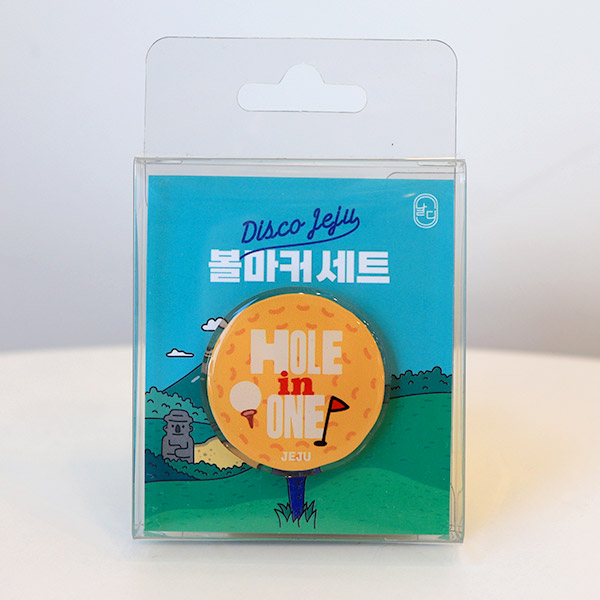 Disco Jeju
볼마커 세트
HOLE
in
ONE
JEJU